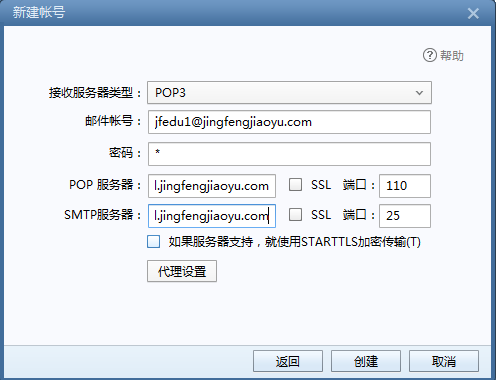 新建帐号
帮助
接收服务器类型： POP3
邮件帐号： jfedu1@jingfengjiaoyu.com
密码： *
POP 服务器： l.jingfengjiaoyu.com SSL 端口： 110
SMTP服务器： l.jingfengjiaoyu.com SSL 端口： 25
如果服务器支持，就使用STARTTLS加密传输(T)
代理设置
返回 创建 取消